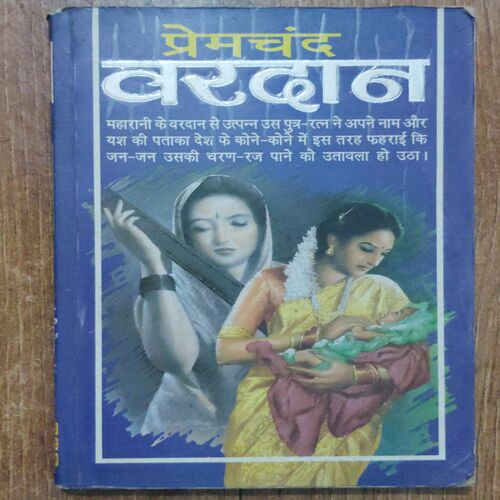 प्रेमचंद
वरदान
महारानी के वरदान से उत्पन्न उस पुत्र-रत्न ने अपने नाम और
यश की पताका देश के कोने-कोने में इस तरह फहराई कि
जन-जन उसकी चरण-रज पाने को उतावला हो उठा।